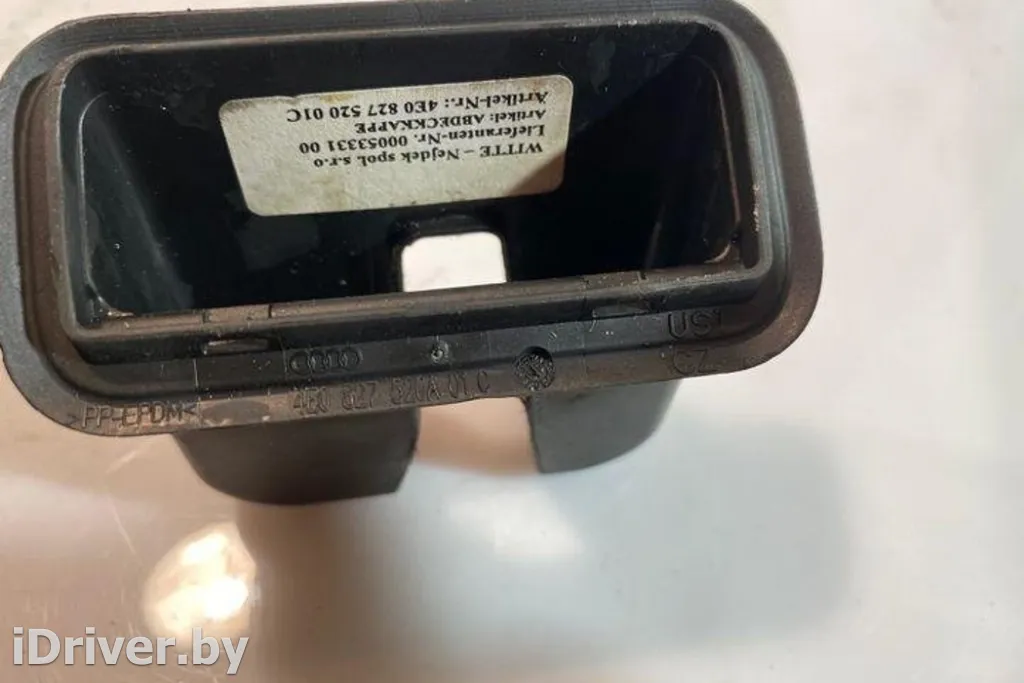 WITTE – Nejdek spol. s.r.o
Lieferanten-Nr. 00053331 00
Artikel: ABDECKKAPPE
Artikel-Nr.: 4E0 827 520 01C
US
CZ
4E0 827 520A 01C
>PP-EPDM<
iDriver.by